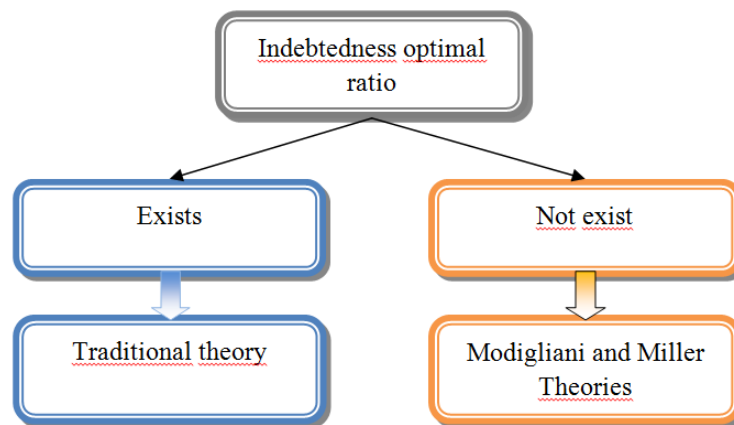 Indebtedness optimal
ratio
Exists
Not exist
Traditional theory
Modigliani and Miller
Theories